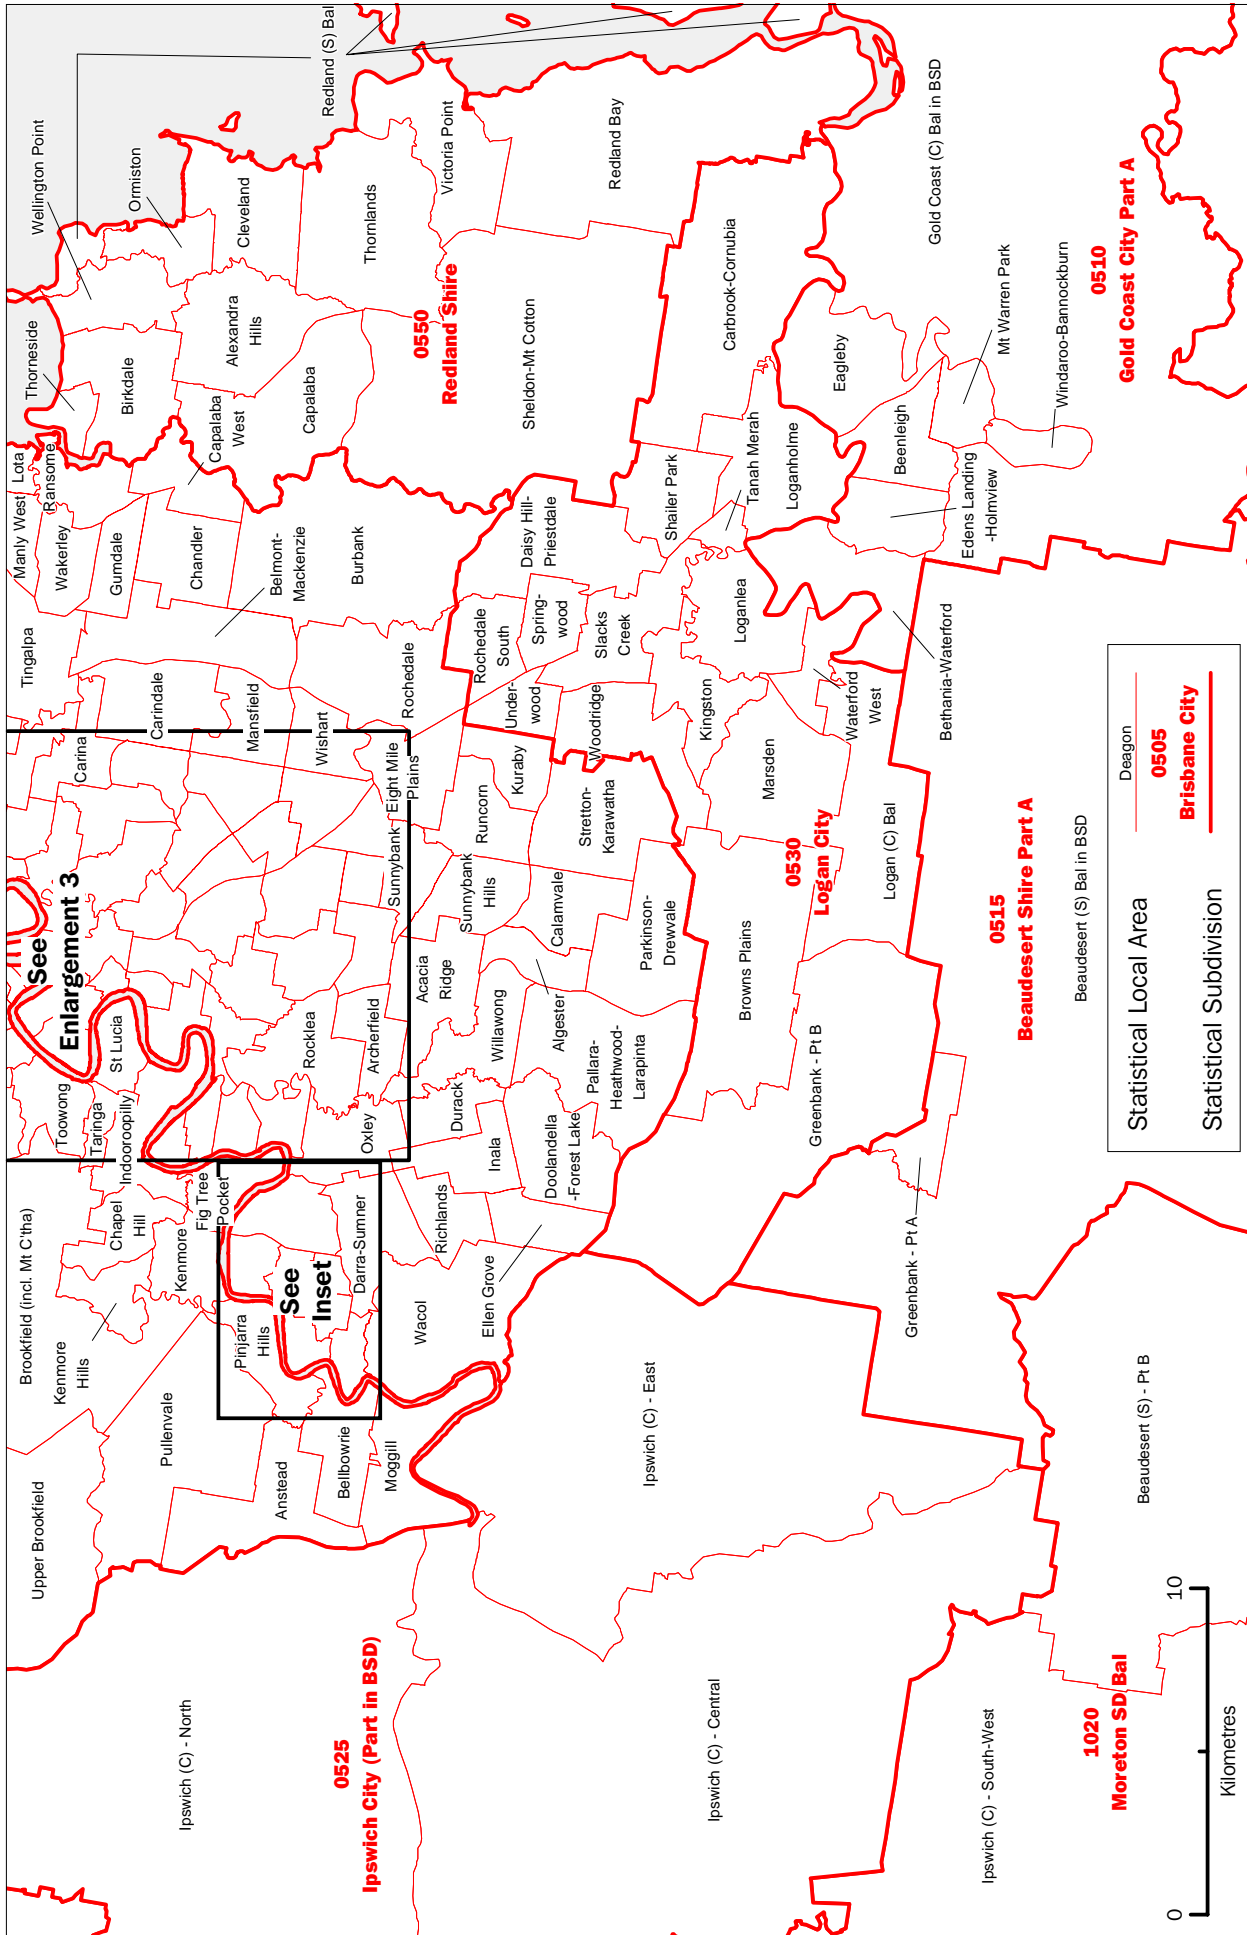 Upper Brookfield
Brookfield (incl. Mt C'tha)
Kenmore
Hills
Pullenvale
Chapel
Hill
Kenmore
Fig Tree
Pocket
Toowong
Taringa
Indooroopilly
St Lucia
See
Enlargement 3
Carina
Tingalpa
Manly West
Lota
Ransome
Wakerley
Gumdale
Chandler
Carindale
Belmont-
Mackenzie
Mansfield
Wishart
Burbank
Rochedale
Thorneside
Wellington Point
Ormiston
Birkdale
Cleveland
Alexandra
Hills
Capalaba
West
Capalaba
Thornlands
Redland (S) Bal
Victoria Point
Redland Bay
0550
Redland Shire
Sheldon-Mt Cotton
Ipswich (C) - North
Anstead
Bellbowrie
Moggill
Pinjarra
Hills
See
Inset
Darra-Sumner
Wacol
Richlands
Ellen Grove
Oxley
Durack
Inala
Doolandella
-Forest Lake
Rocklea
Archerfield
Acacia
Ridge
Willawong
Algester
Pallara-
Heathwood-
Larapinta
Sunnybank
Eight Mile
Plains
Sunnybank
Hills
Runcorn
Kuraby
Calamvale
Stretton-
Karawatha
Parkinson-
Drewvale
Rochedale
South
Under-
wood
Spring-
wood
Daisy Hill-
Priestdale
Slacks
Creek
Woodridge
Kingston
Loganlea
Shailer Park
Tanah Merah
Loganholme
Carbrook-Cornubia
Marsden
Waterford
West
Browns Plains
0530
Logan City
Logan (C) Bal
Greenbank - Pt B
Greenbank - Pt A
Bethania-Waterford
Eagleby
Beenleigh
Edens Landing
-Holmview
Mt Warren Park
Windaroo-Bannockburn
Gold Coast (C) Bal in BSD
0510
Gold Coast City Part A
0525
Ipswich City (Part in BSD)
Ipswich (C) - East
Ipswich (C) - Central
Ipswich (C) - South-West
1020
Moreton SD Bal
Beaudesert (S) - Pt B
0515
Beaudesert Shire Part A
Beaudesert (S) Bal in BSD
Statistical Local Area
Deagon
Statistical Subdivision
0505
Brisbane City
0
10
Kilometres